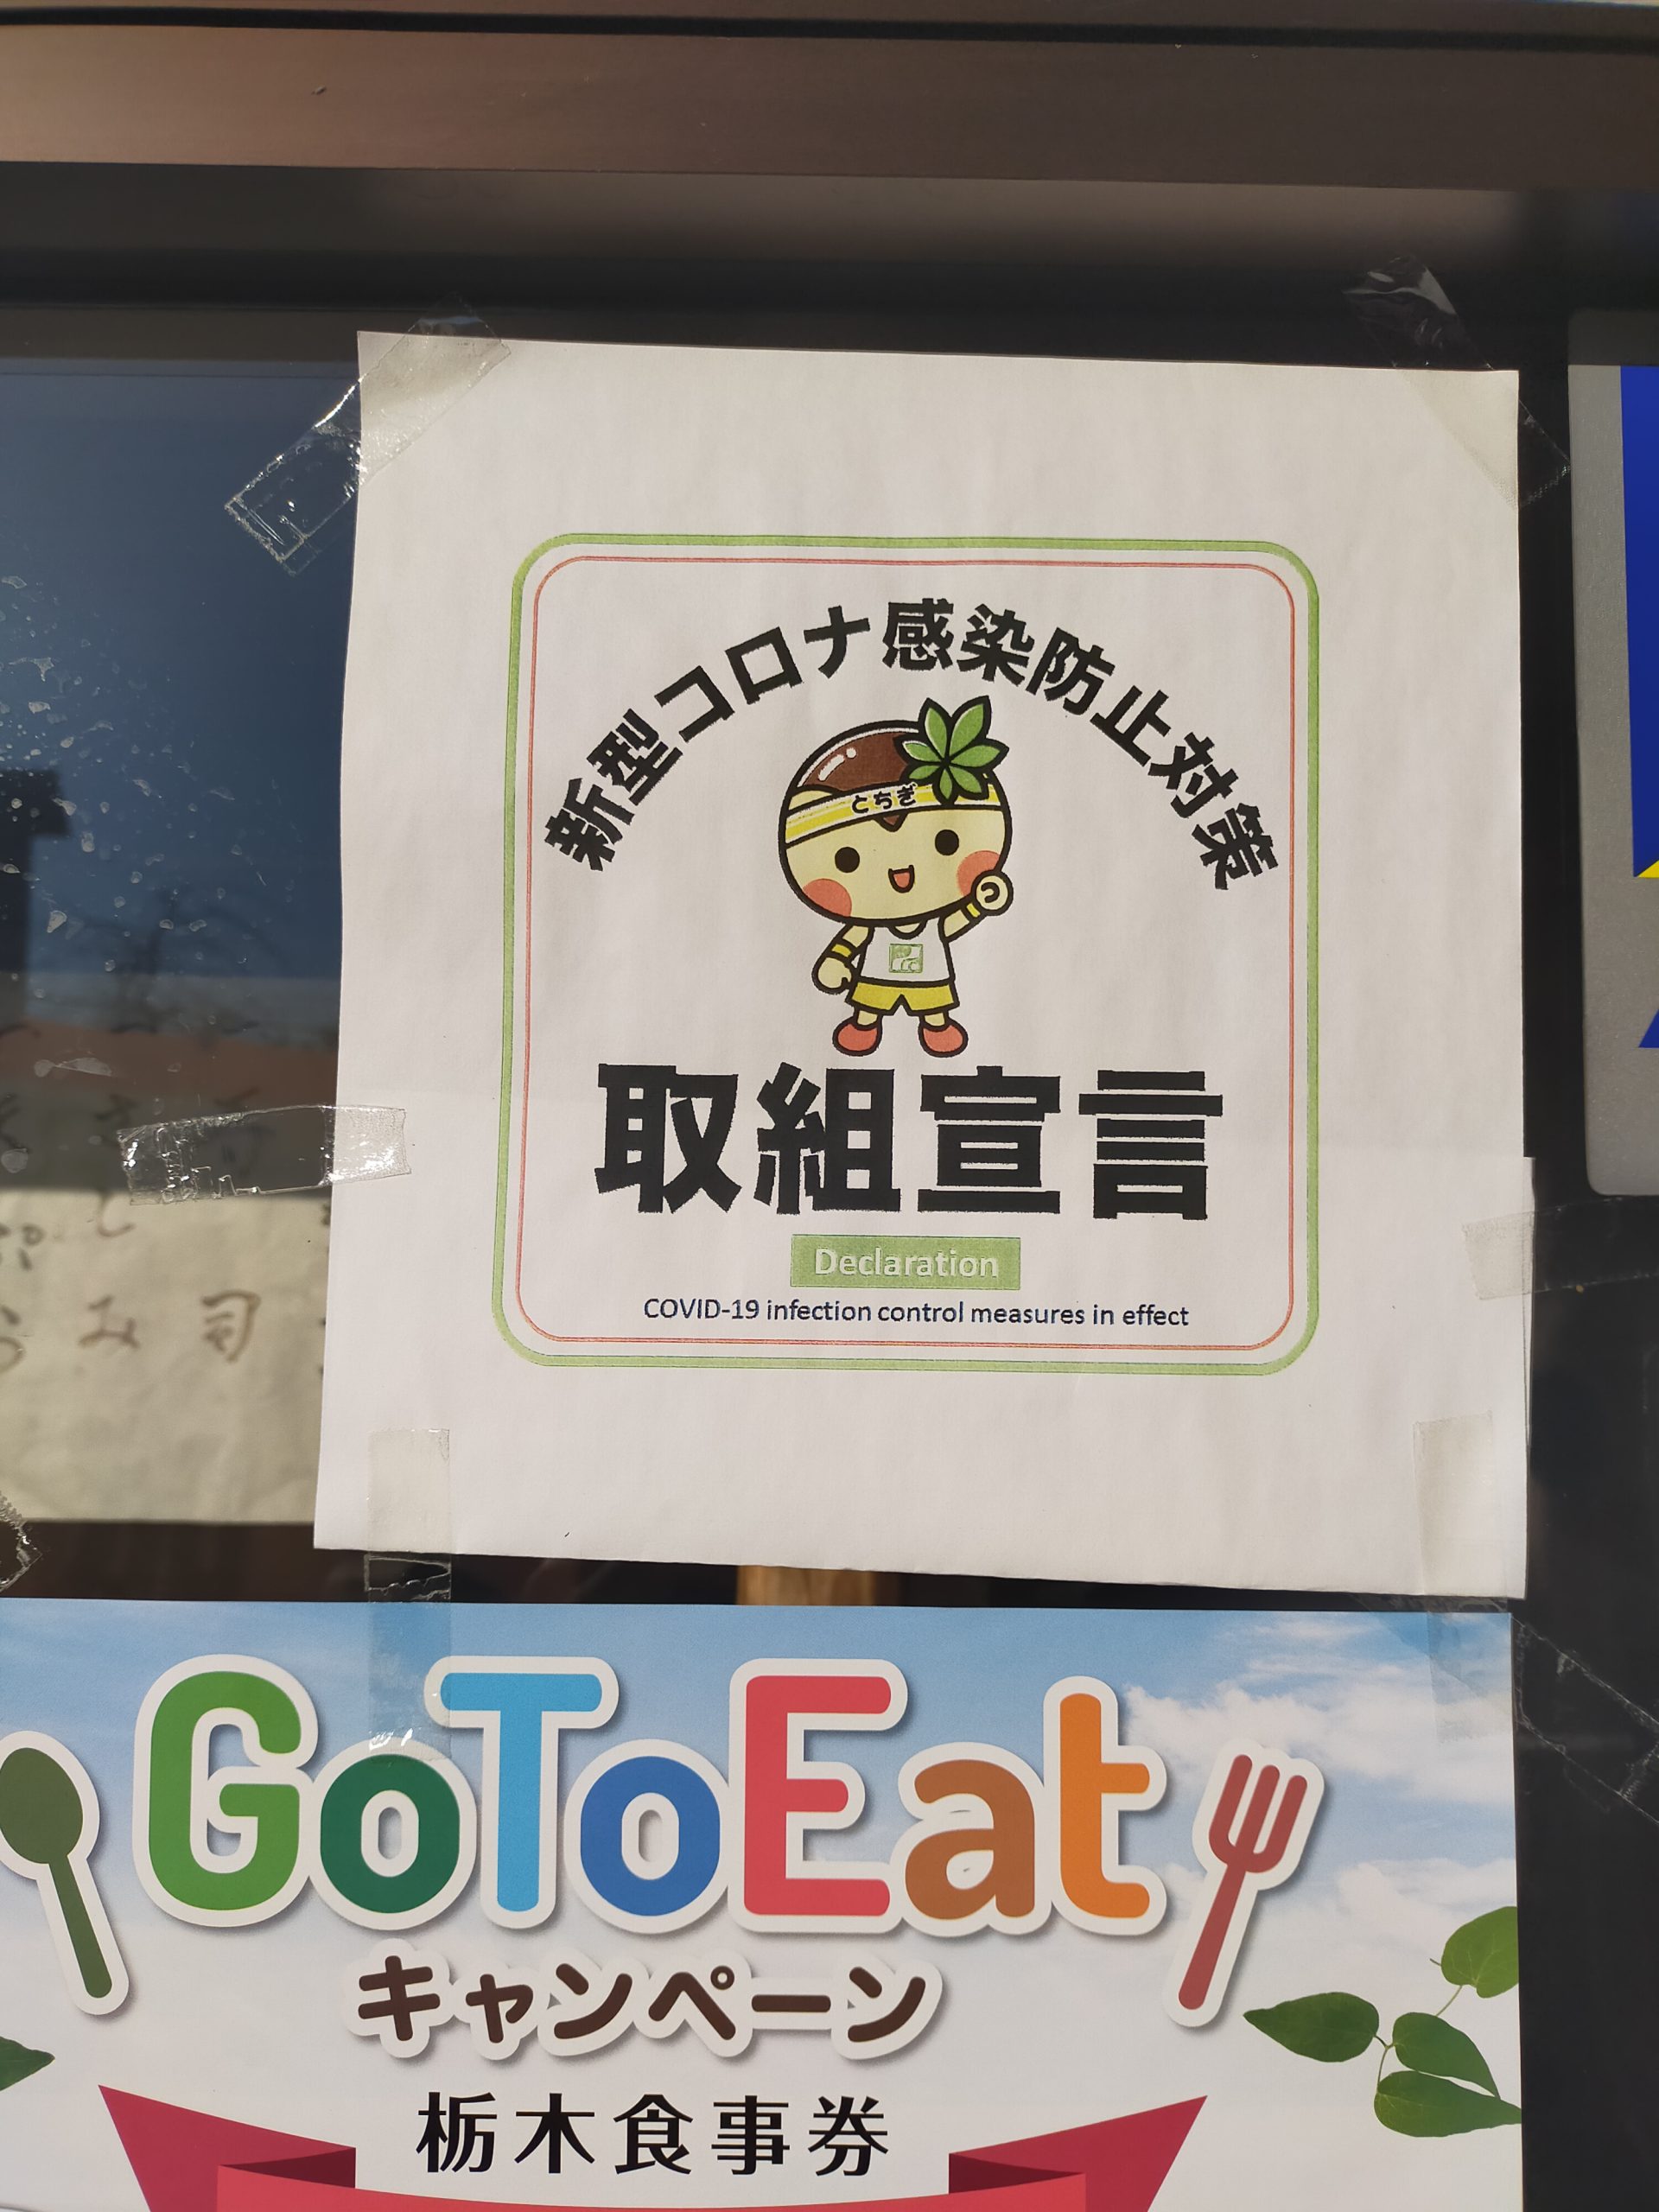 新型コロナ感染防止対策
とちぎ
取組宣言
Declaration
COVID-19 infection control measures in effect
GoToEat
キャンペーン
栃木食事券